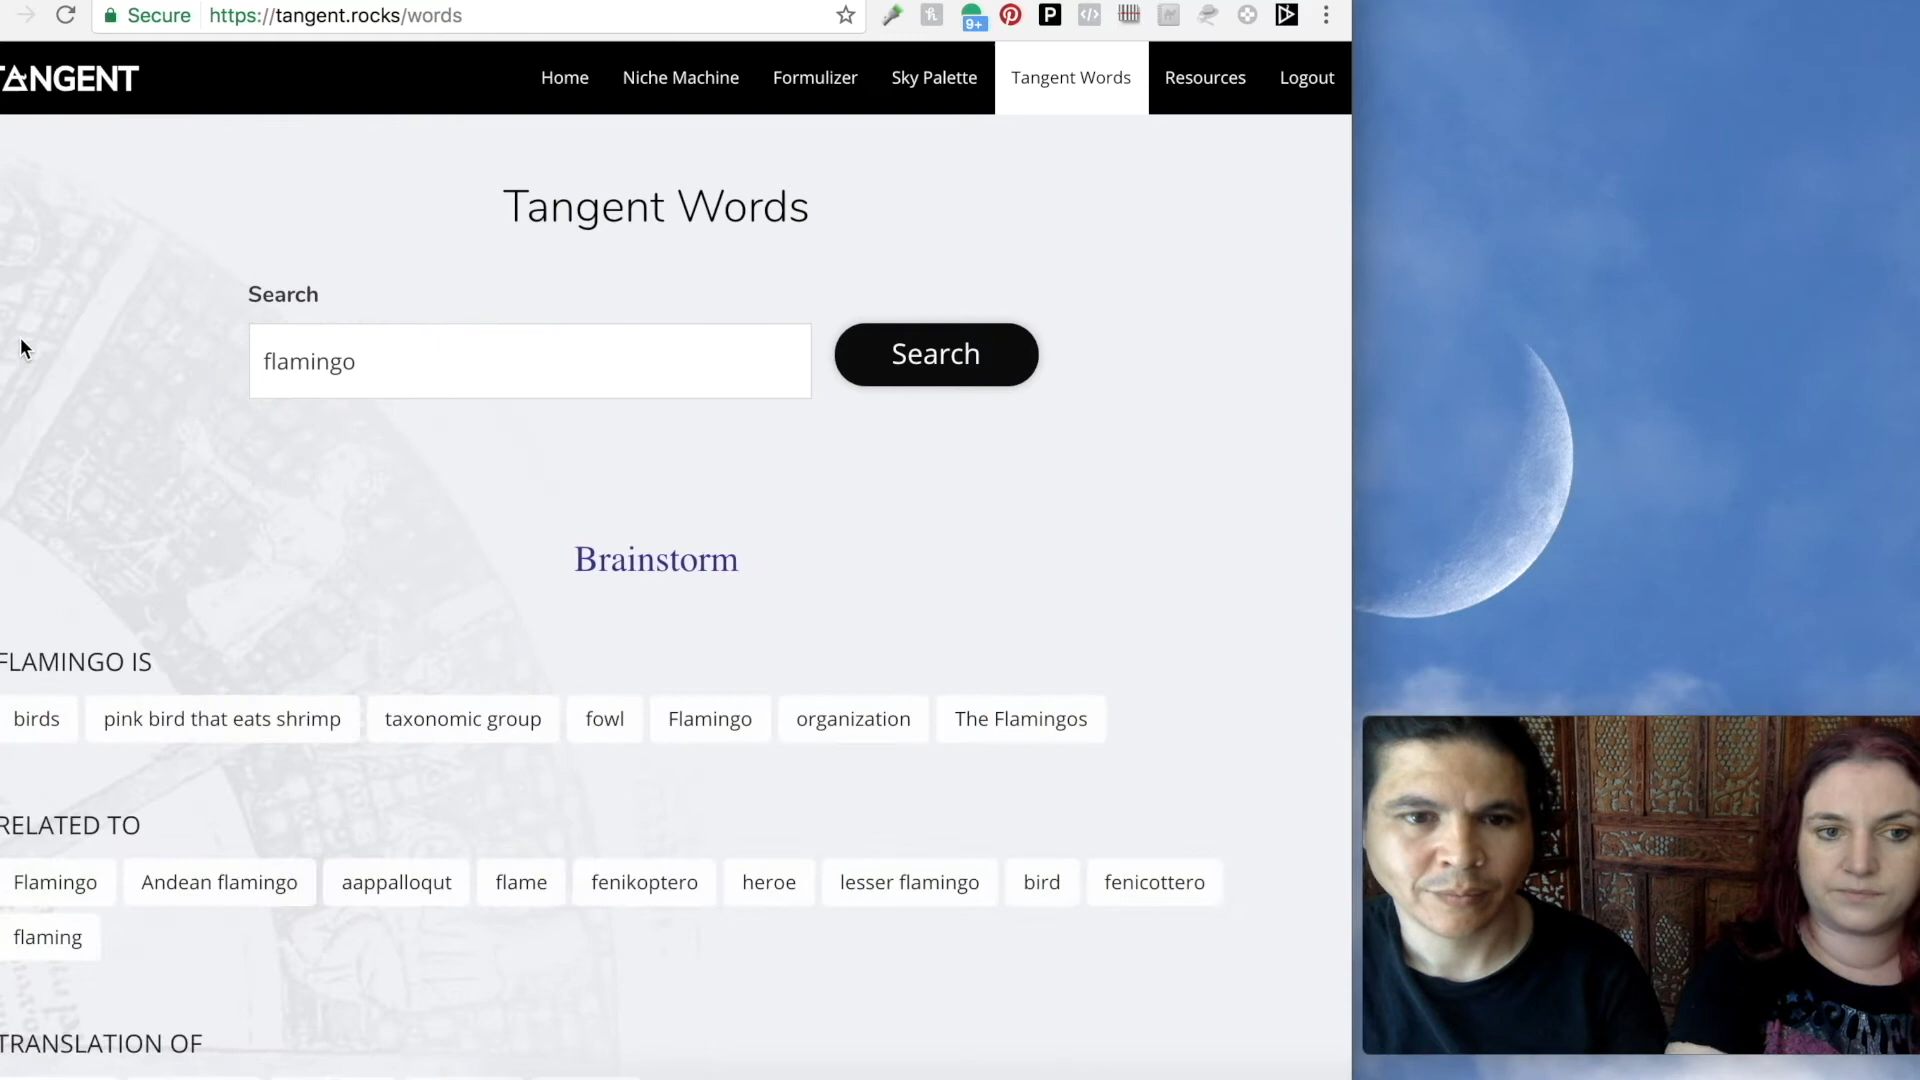 Secure https://tangent.rocks/words
9+
TANGENT Home Niche Machine Formulizer Sky Palette Tangent Words Resources Logout
Tangent Words
Search
flamingo Search
Brainstorm
FLAMINGO IS
birds pink bird that eats shrimp taxonomic group fowl Flamingo organization The Flamingos
RELATED TO
Flamingo Andean flamingo aappalloqut flame fenikoptero heroe lesser flamingo bird fenicottero
flaming
TRANSLATION OF